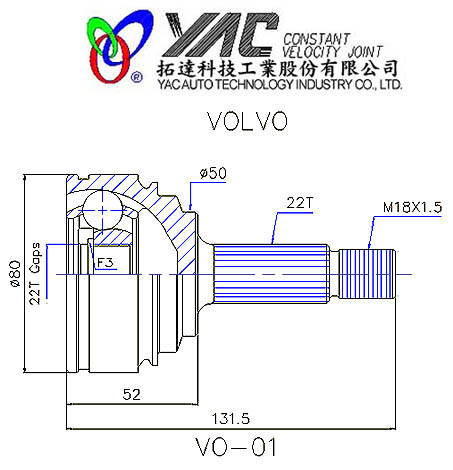 YAC CONSTANT
VELOCITY JOINT
®
拓達科技工業股份有限公司
YAC AUTO TECHNOLOGY INDUSTRY CO., LTD.
VOLVO
Ø50
22T
M18X1.5
Ø80
22T Gaps
F3
52
131.5
VO-01